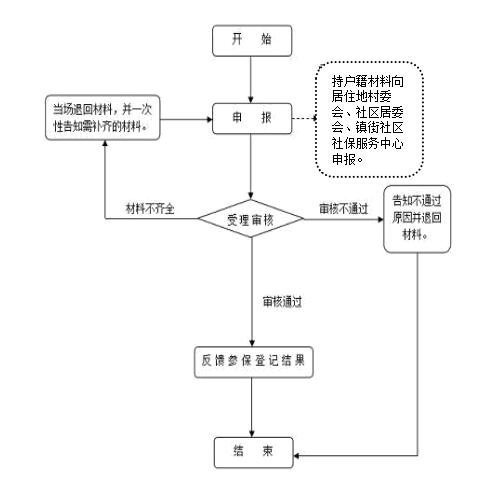 开 始
持户籍材料向
居住地村委
会、社区居委
会、镇街社区
社保服务中心
申报。
当场退回材料，并一次
性告知需补齐的材料。
申 报
材料不齐全
受理审核
审核不通过
告知不通过
原因并退回
材料。
审核通过
反馈参保登记结果
结 束